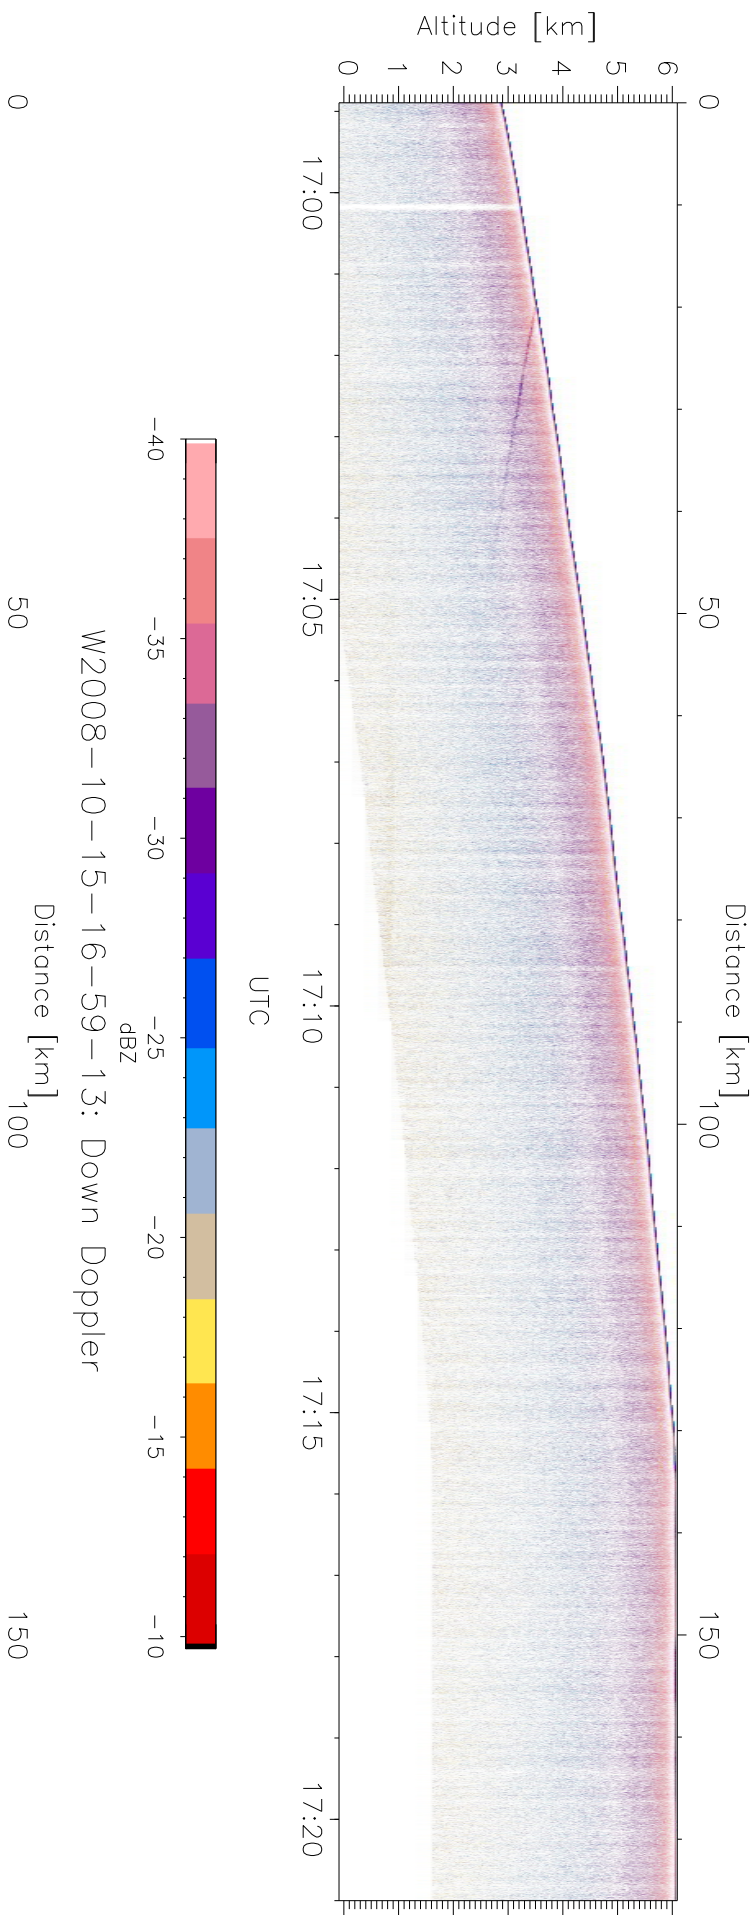 Distance [km]
0 50 100 150
Altitude [km]
0 1 2 3 4 5 6
17:00 17:05 17:10 17:15 17:20
UTC
-40 -35 -30 -25 -20 -15 -10
dBZ
W2008-10-15-16-59-13: Down Doppler
Distance [km]
0 50 100 150